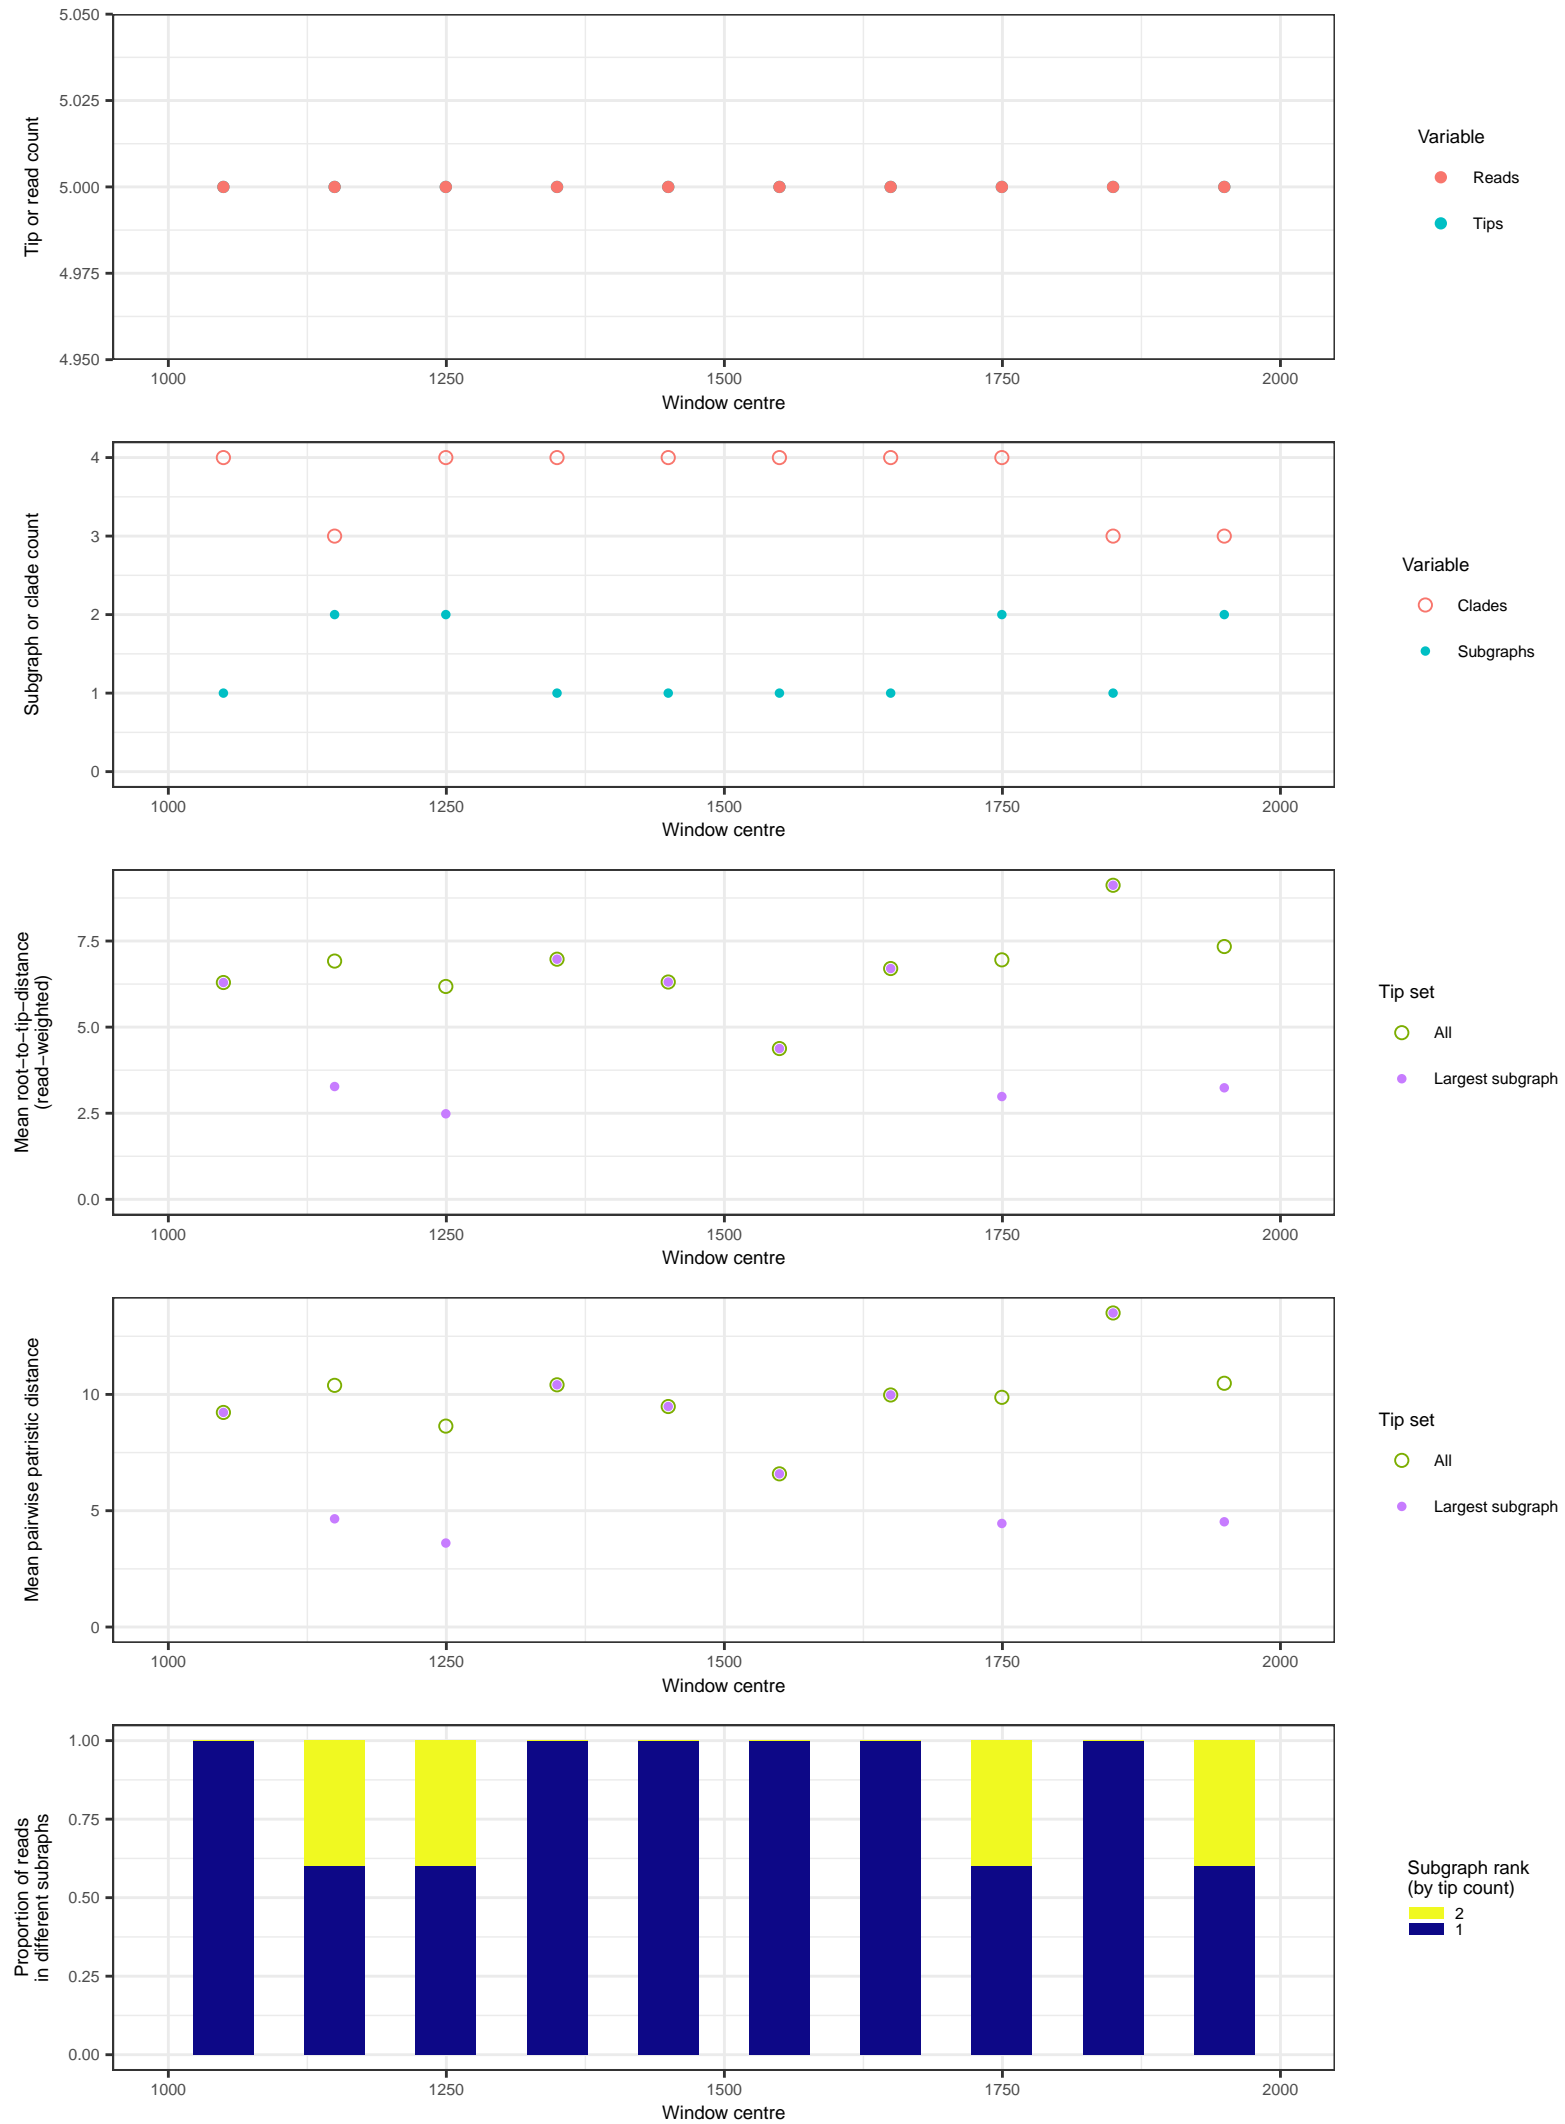 5.050
5.025
5.000
4.975
4.950
Tip or read count
1000 1250 1500 1750 2000
Window centre
Variable
Reads
Tips
4
3
2
1
0
Subgraph or clade count
1000 1250 1500 1750 2000
Window centre
Variable
Clades
Subgraphs
7.5
5.0
2.5
0.0
Mean root−to−tip−distance
(read−weighted)
1000 1250 1500 1750 2000
Window centre
Tip set
All
Largest subgraph
10
5
0
Mean pairwise patristic distance
1000 1250 1500 1750 2000
Window centre
Tip set
All
Largest subgraph
1.00
0.75
0.50
0.25
0.00
Proportion of reads
in different subraphs
1000 1250 1500 1750 2000
Window centre
Subgraph rank
(by tip count)
2
1